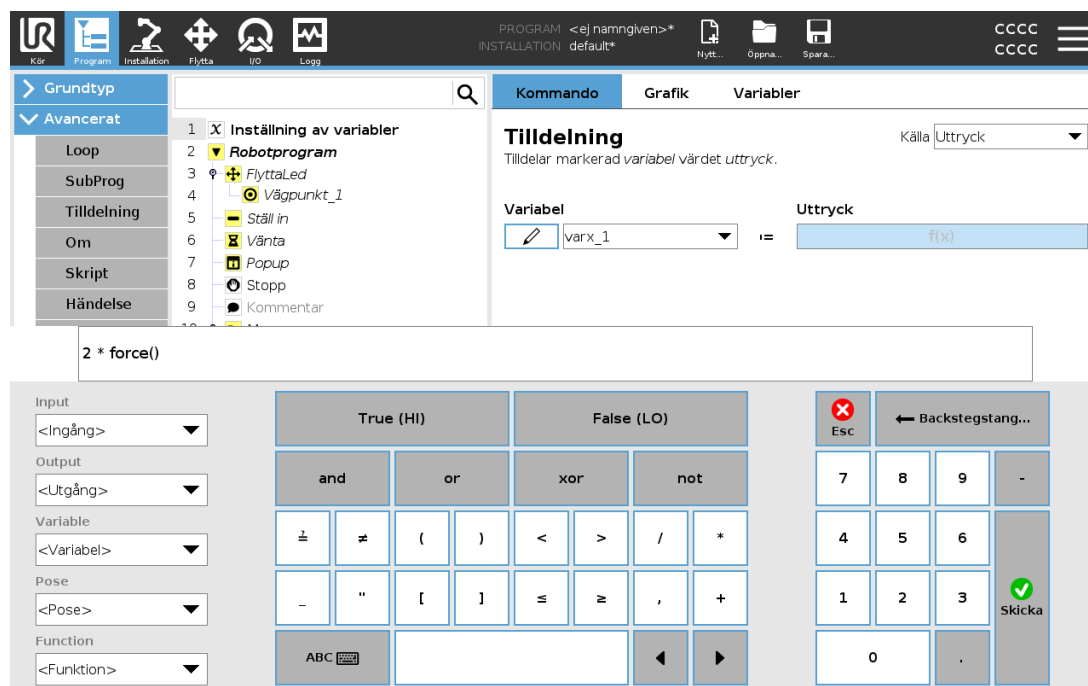 UR
Kör
Program
Installation
Flytta
I/O
Logg
PROGRAM <ej namngiven>*
INSTALLATION default*
Nytt...
Öppna...
Spara...
CCCC
CCCC
Grundtyp
Avancerat
Loop
SubProg
Tilldelning
Om
Skript
Händelse
1 x Inställning av variabler
2 Robotprogram
3 FlyttaLed
4 Vägpunkt_1
5 Ställ in
6 Vänta
7 Popup
8 Stopp
9 Kommentar
Kommando Grafik Variabler
Tilldelning
Källa Uttryck
Tilldelar markerad variabel värdet uttryck.
Variabel Uttryck
varx_1 := f(x)
2 * force()
Input
<Ingång>
Output
<Utgång>
Variable
<Variabel>
Pose
<Pose>
Function
<Funktion>
True (HI) False (LO)
and or xor not
≟ ≠ ( ) < > / *
_ " [ ] ≤ ≥ , +
ABC
Esc
Backstegstang...
7 8 9 -
4 5 6
1 2 3
Skicka
0 .